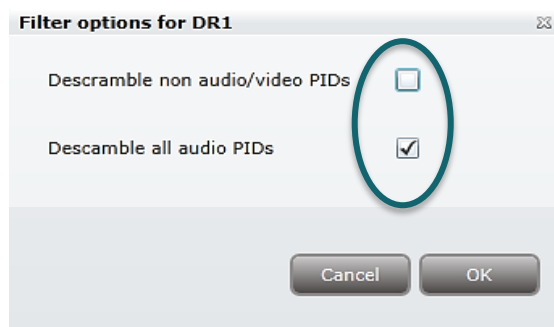 Filter options for DR1
Descramble non audio/video PIDs
Descamble all audio PIDs
Cancel OK